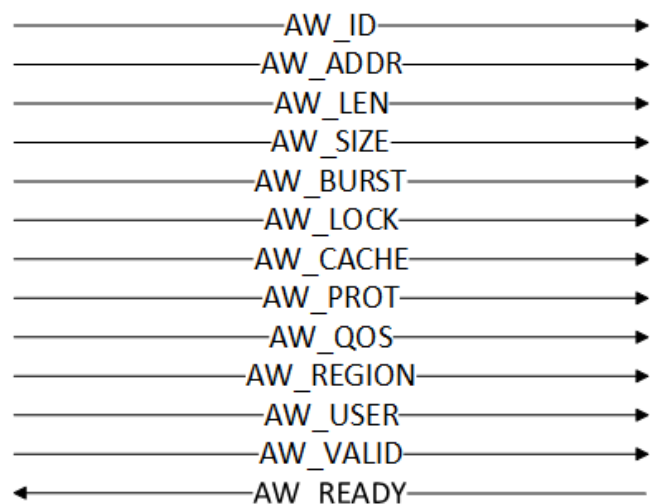 AW_ID
AW_ADDR
AW_LEN
AW_SIZE
AW_BURST
AW_LOCK
AW_CACHE
AW_PROT
AW_QOS
AW_REGION
AW_USER
AW_VALID
AW_READY